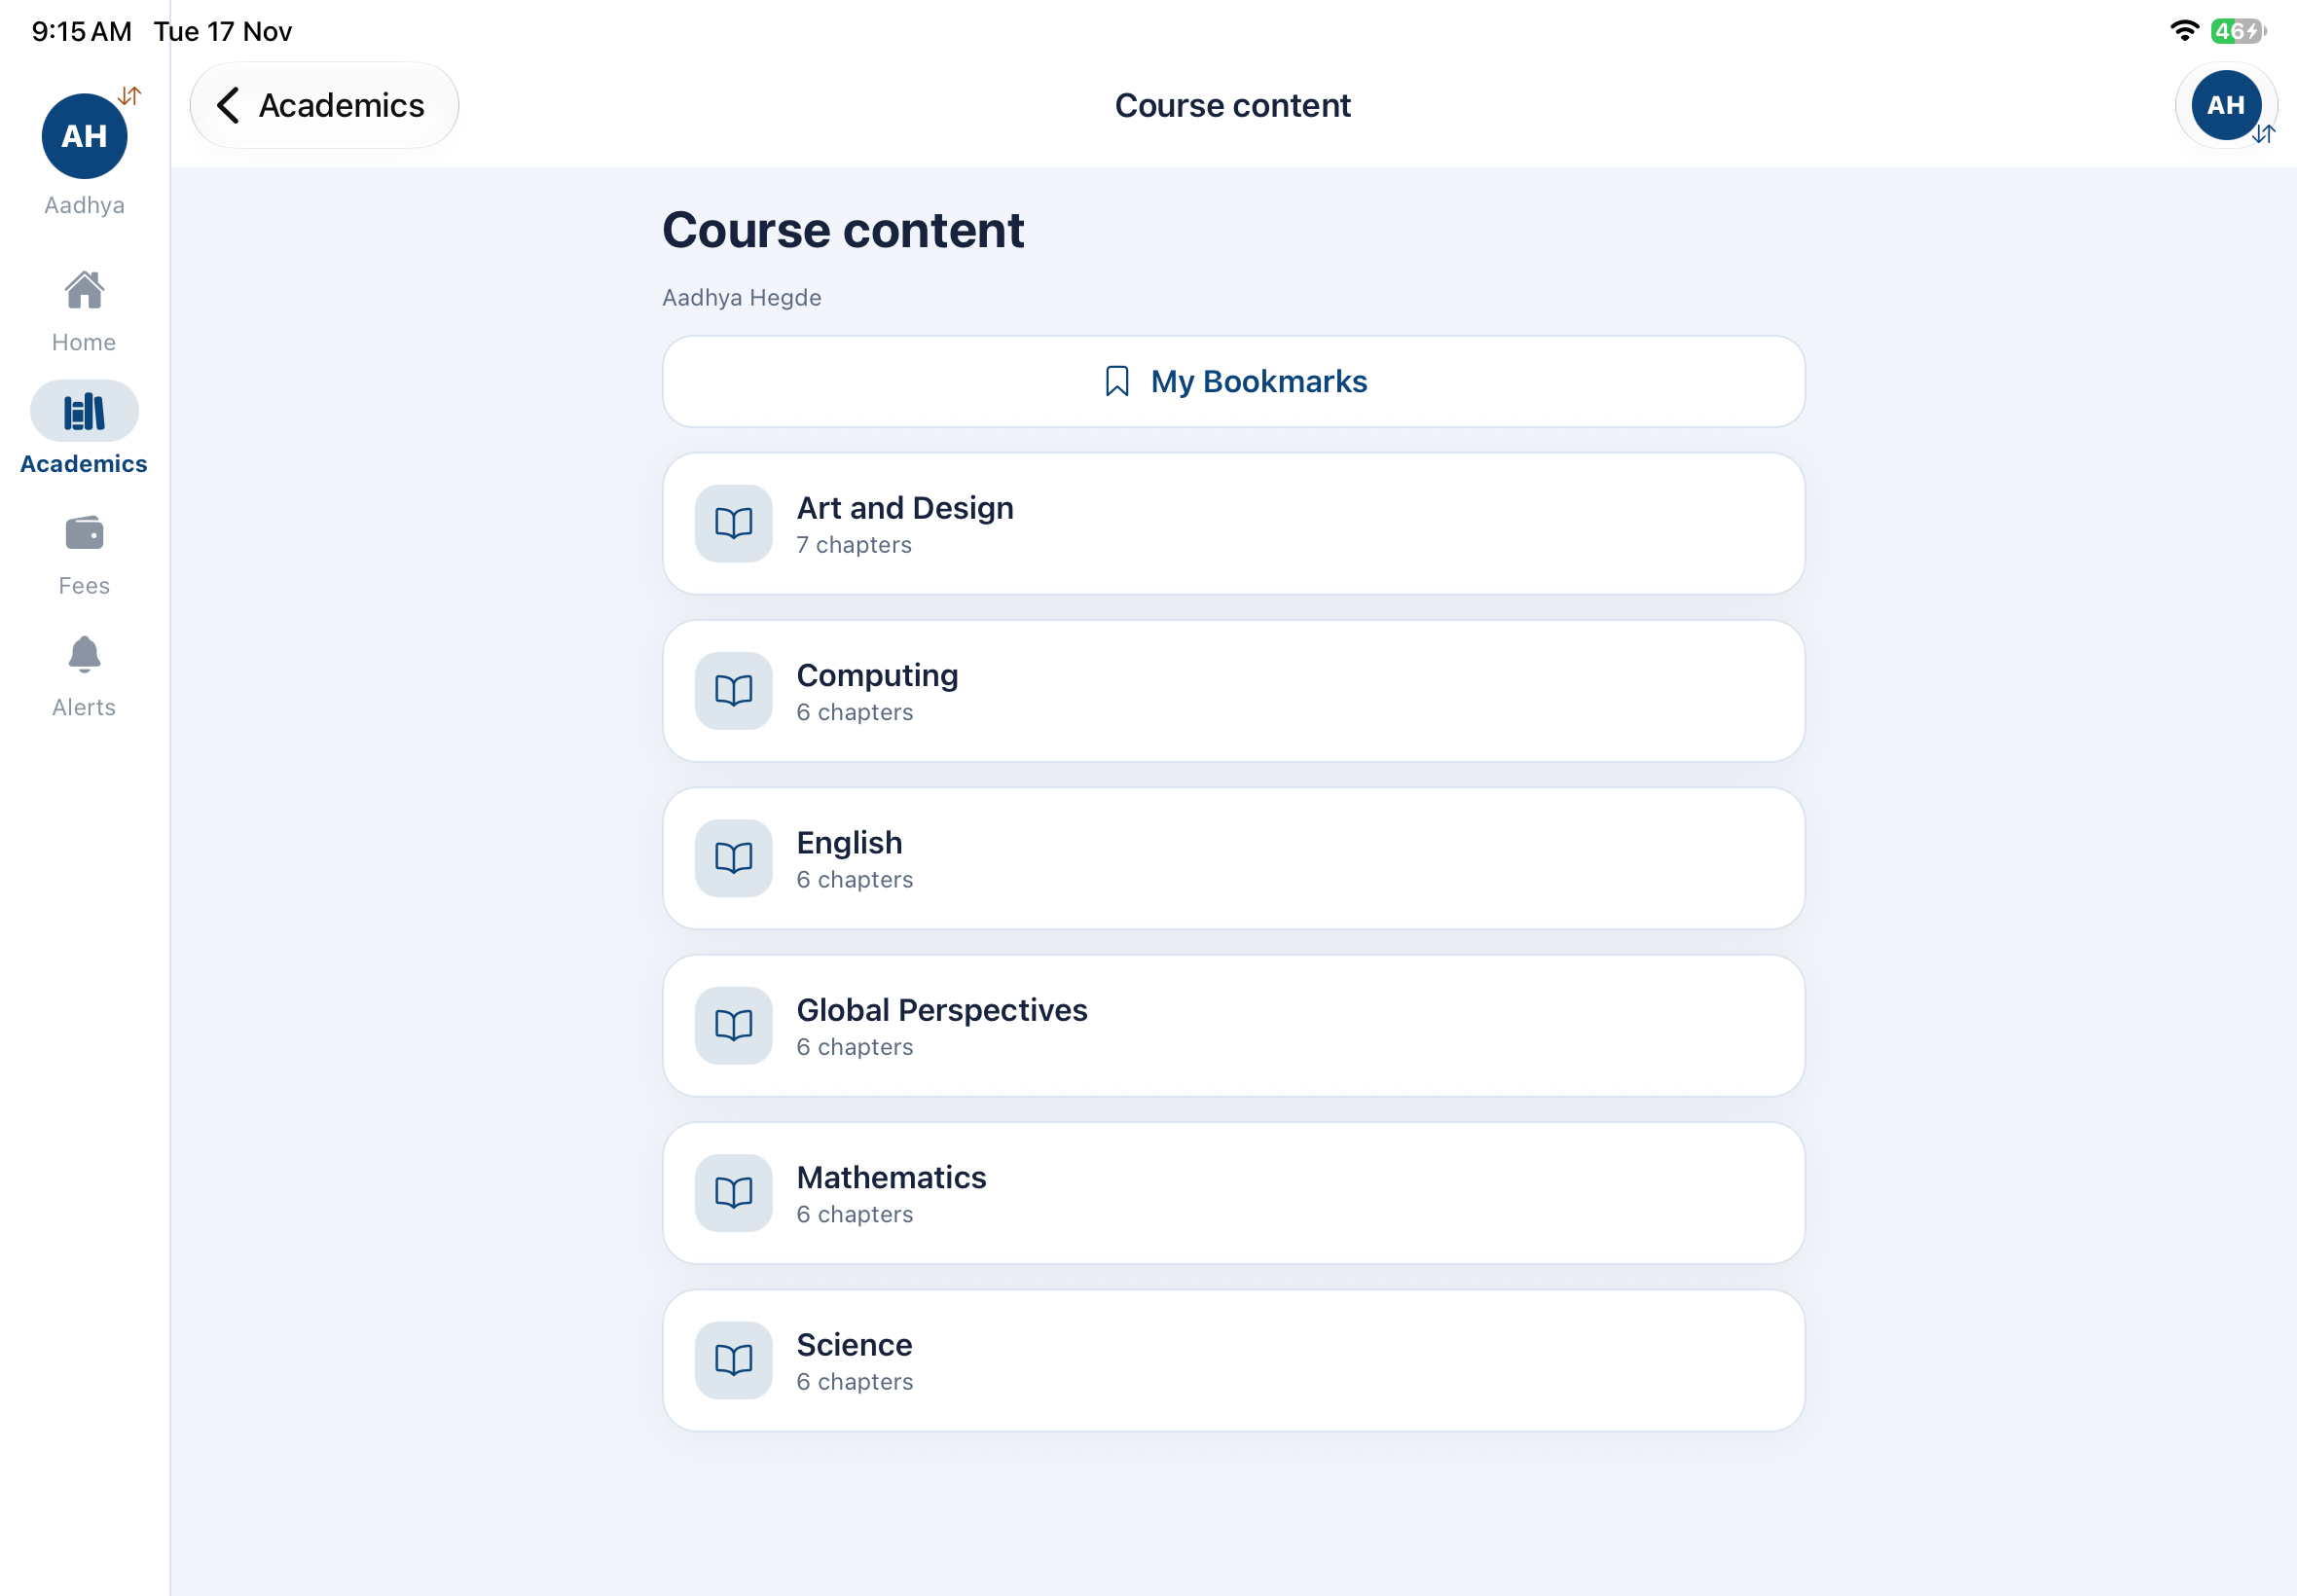 9:15 AM Tue 17 Nov
46
AH
Aadhya
Home
Academics
Fees
Alerts
Academics
Course content
AH
Course content
Aadhya Hegde
My Bookmarks
Art and Design
7 chapters
Computing
6 chapters
English
6 chapters
Global Perspectives
6 chapters
Mathematics
6 chapters
Science
6 chapters